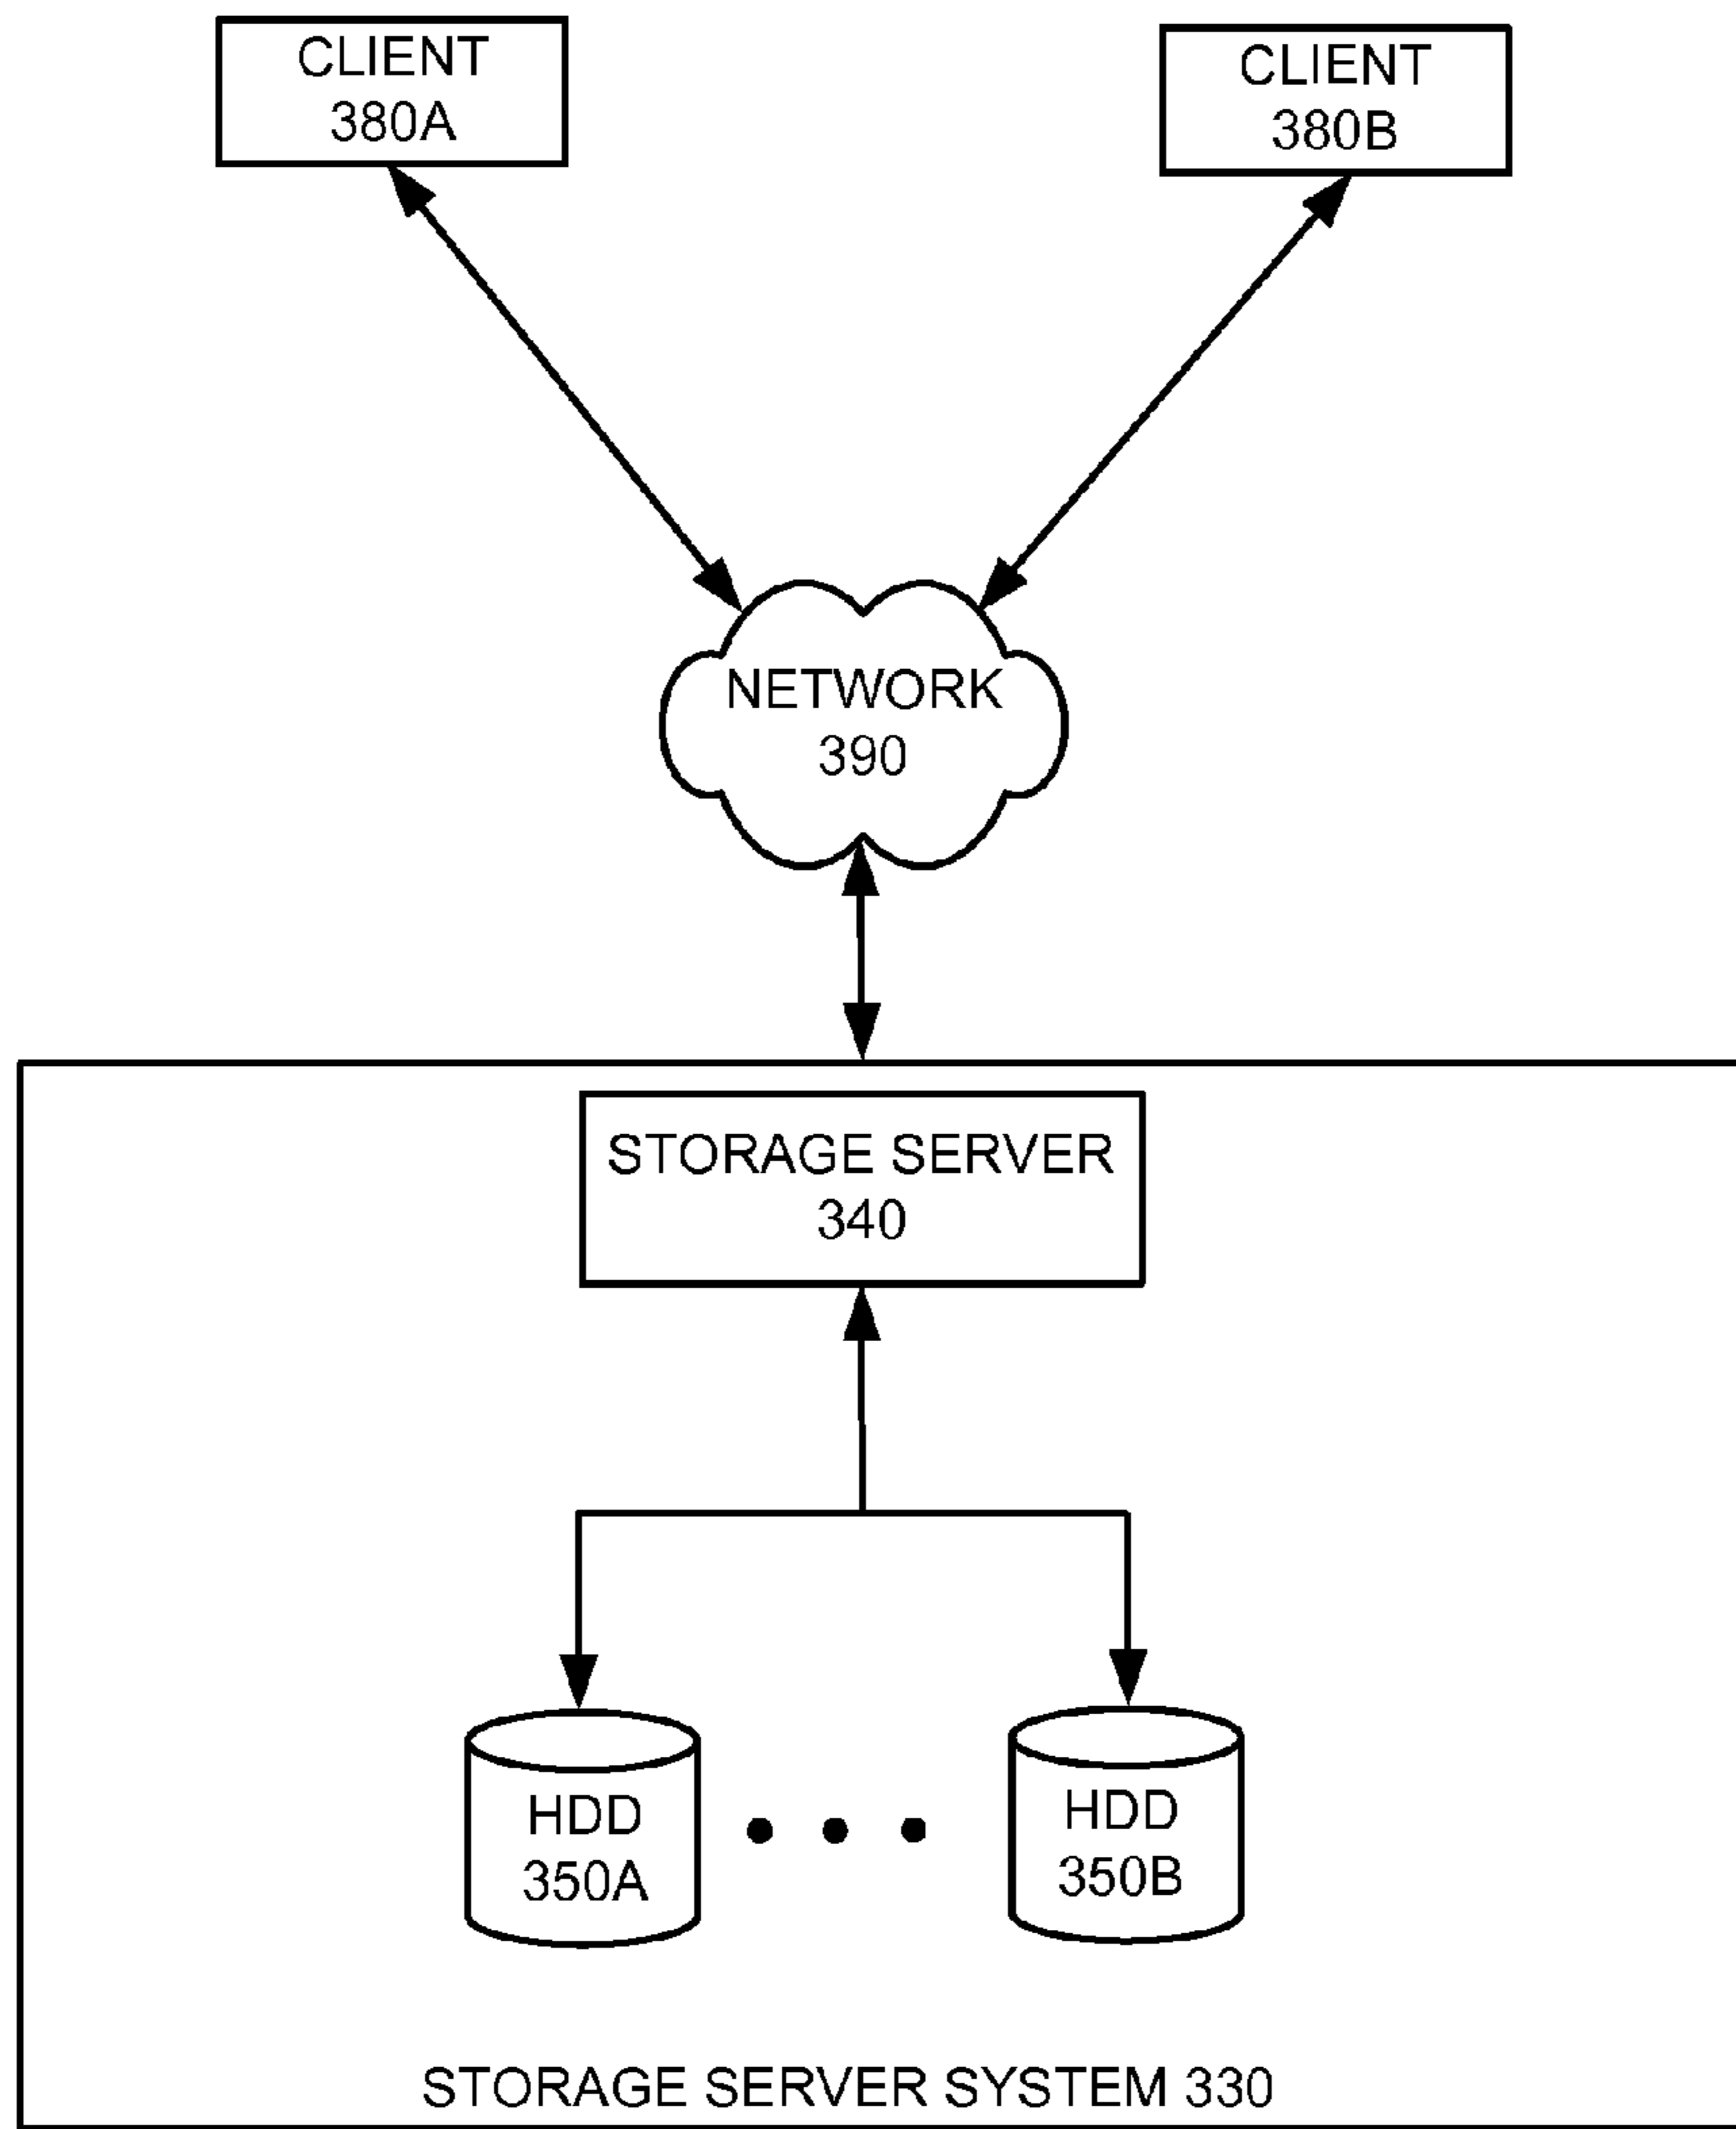 CLIENT
380A
CLIENT
380B
NETWORK
390
STORAGE SERVER
340
HDD
350A
HDD
350B
STORAGE SERVER SYSTEM 330